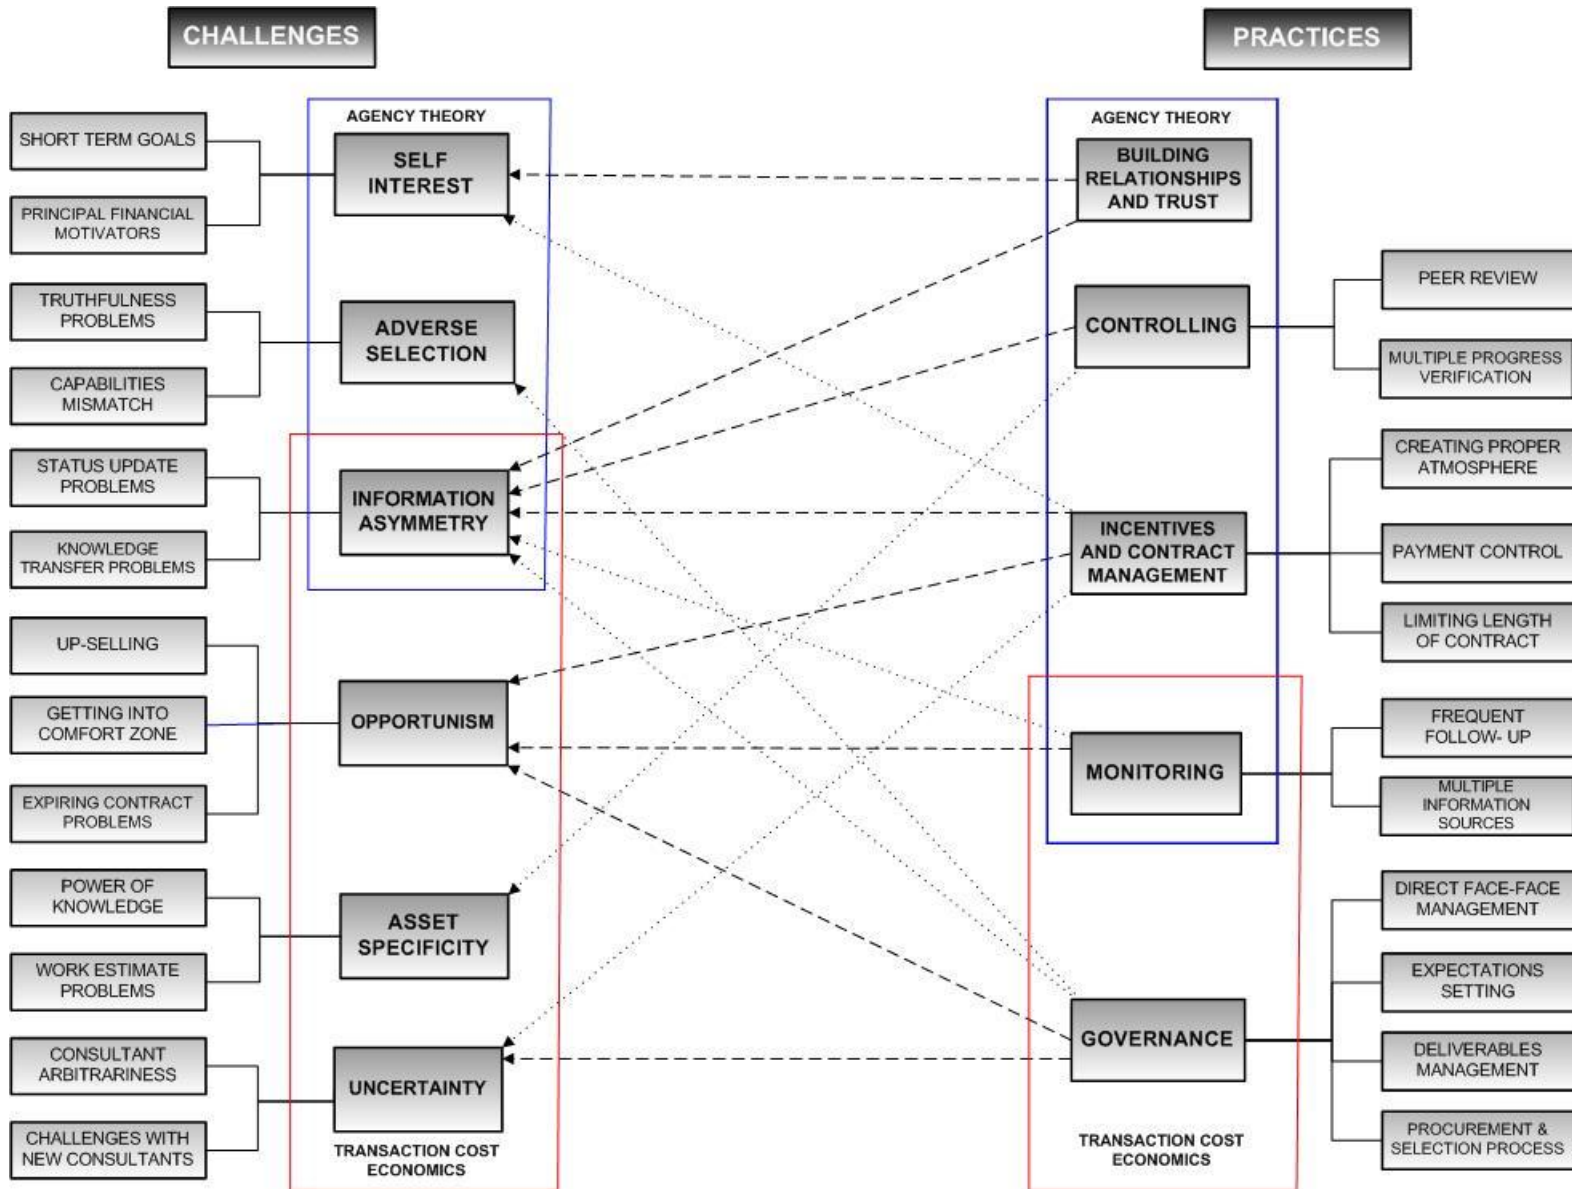 CHALLENGES
PRACTICES
AGENCY THEORY
SHORT TERM GOALS
PRINCIPAL FINANCIAL
MOTIVATORS
SELF
INTEREST
TRUTHFULNESS
PROBLEMS
CAPABILITIES
MISMATCH
ADVERSE
SELECTION
STATUS UPDATE
PROBLEMS
KNOWLEDGE
TRANSFER PROBLEMS
INFORMATION
ASYMMETRY
UP-SELLING
GETTING INTO
COMFORT ZONE
EXPIRING CONTRACT
PROBLEMS
OPPORTUNISM
POWER OF
KNOWLEDGE
WORK ESTIMATE
PROBLEMS
ASSET
SPECIFICITY
CONSULTANT
ARBITRARINESS
CHALLENGES WITH
NEW CONSULTANTS
UNCERTAINTY
TRANSACTION COST
ECONOMICS
AGENCY THEORY
BUILDING
RELATIONSHIPS
AND TRUST
CONTROLLING
PEER REVIEW
MULTIPLE PROGRESS
VERIFICATION
INCENTIVES
AND CONTRACT
MANAGEMENT
CREATING PROPER
ATMOSPHERE
PAYMENT CONTROL
LIMITING LENGTH
OF CONTRACT
MONITORING
FREQUENT
FOLLOW- UP
MULTIPLE
INFORMATION
SOURCES
GOVERNANCE
DIRECT FACE-FACE
MANAGEMENT
EXPECTATIONS
SETTING
DELIVERABLES
MANAGEMENT
PROCUREMENT &
SELECTION PROCESS
TRANSACTION COST
ECONOMICS